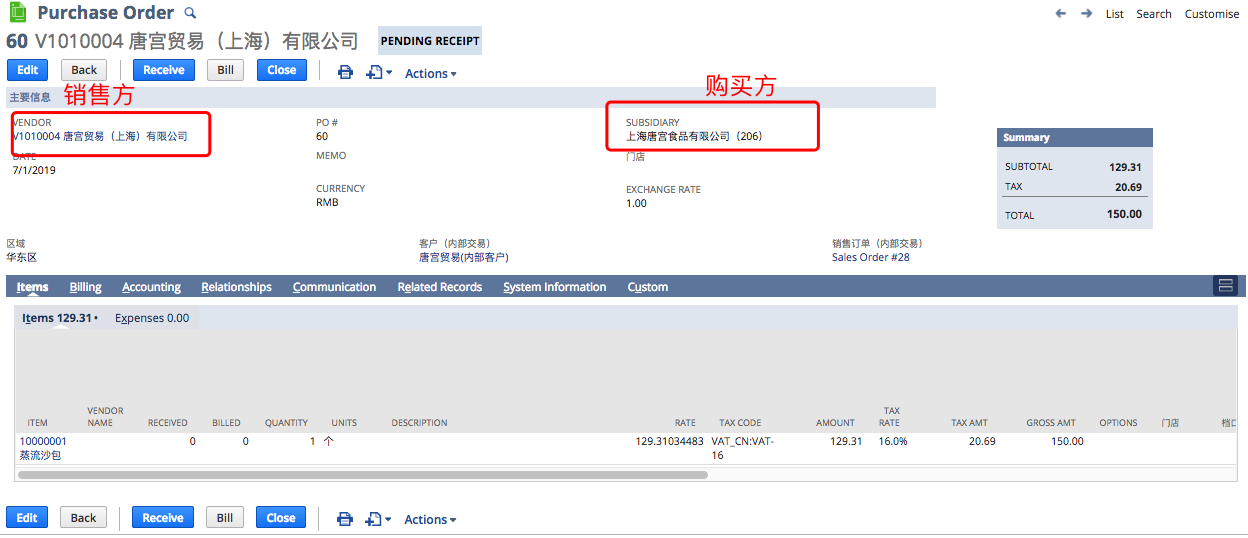 Purchase Order
List Search Customise
60 V1010004 唐宫贸易（上海）有限公司 PENDING RECEIPT
Edit Back Receive Bill Close Actions
主要信息 销售方 购买方
VENDOR PO # SUBSIDIARY
V1010004 唐宫贸易（上海）有限公司 60 上海唐宫食品有限公司（206）
DATE MEMO 门店
7/1/2019
CURRENCY EXCHANGE RATE
RMB 1.00
Summary
SUBTOTAL 129.31
TAX 20.69
TOTAL 150.00
区域 客户（内部交易） 销售订单（内部交易）
华东区 唐宫贸易(内部客户) Sales Order #28
Items Billing Accounting Relationships Communication Related Records System Information Custom
Items 129.31 • Expenses 0.00
ITEM VENDOR NAME RECEIVED BILLED QUANTITY UNITS DESCRIPTION RATE TAX CODE AMOUNT TAX RATE TAX AMT GROSS AMT OPTIONS 门店 档口
10000001 0 0 1 个 129.31034483 VAT_CN:VAT- 129.31 16.0% 20.69 150.00
蒸流沙包 16
Edit Back Receive Bill Close Actions